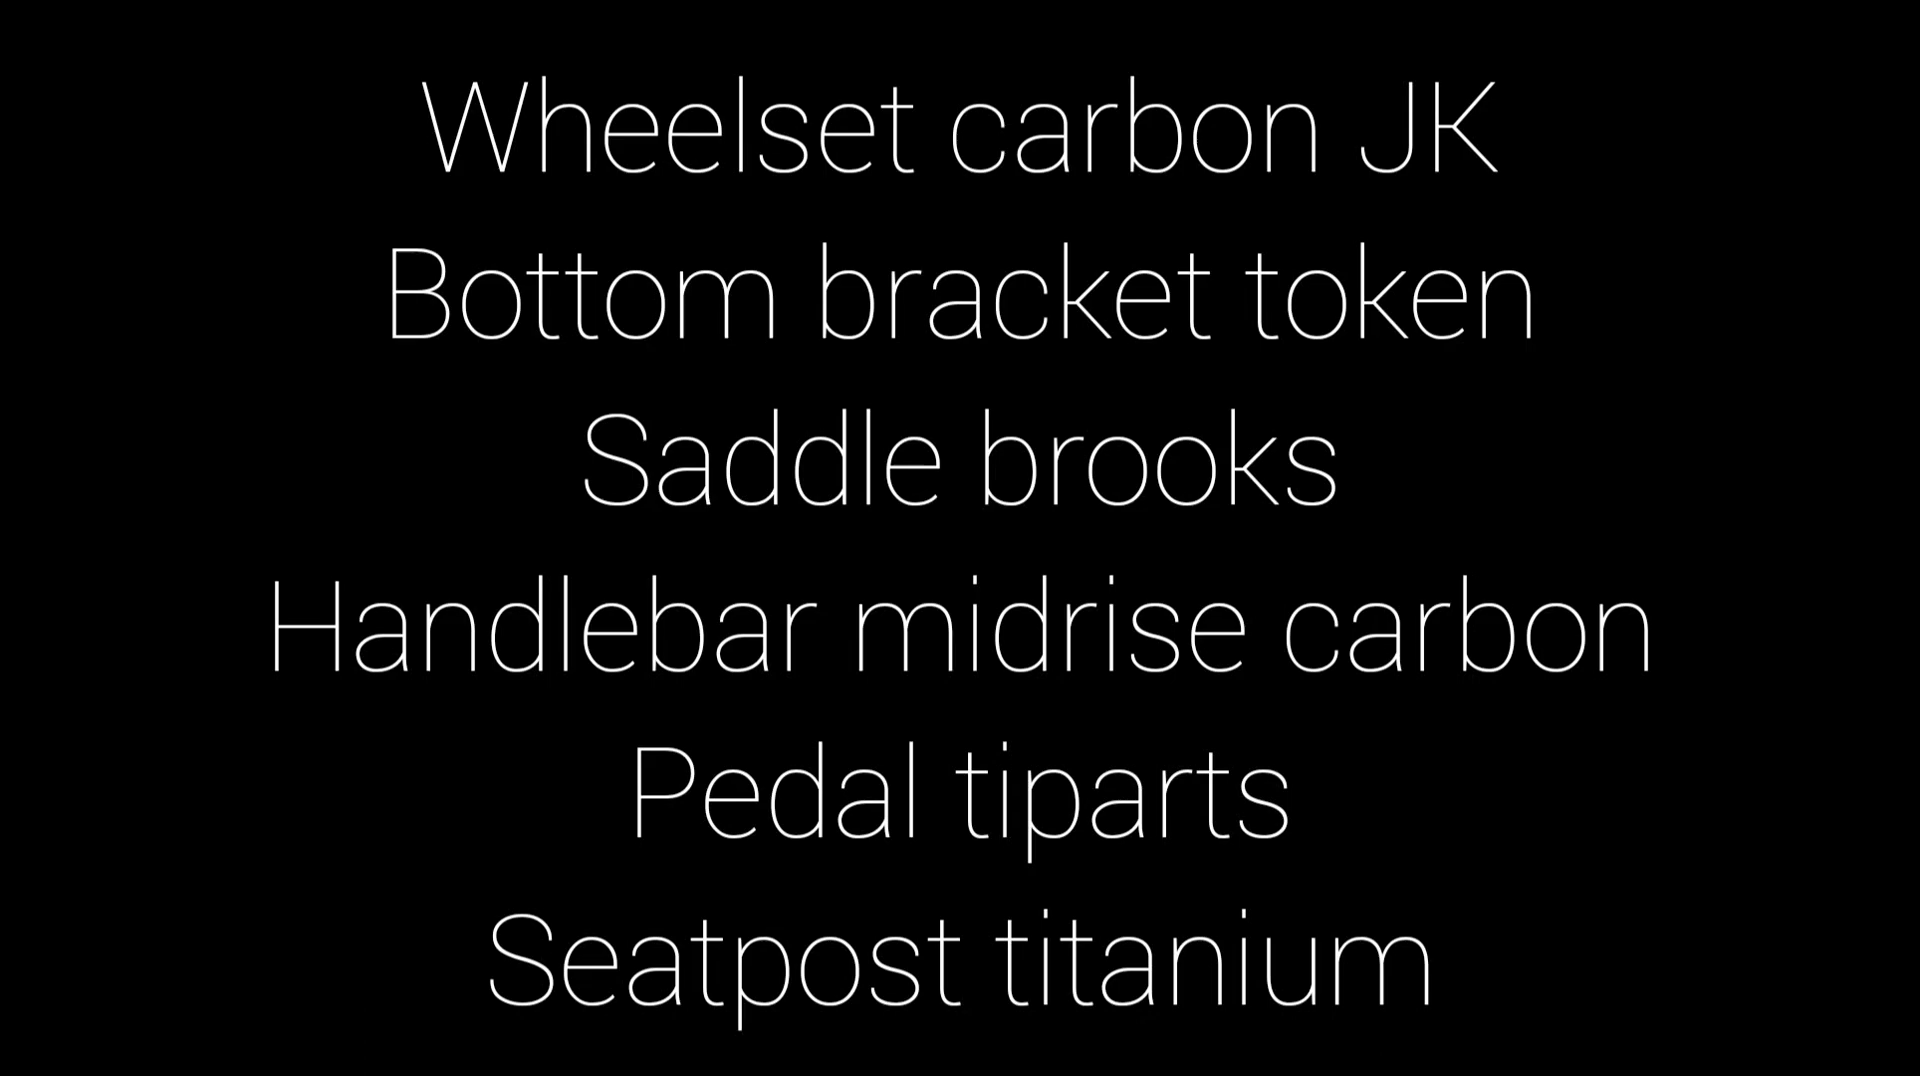 Wheelset carbon JK
Bottom bracket token
Saddle brooks
Handlebar midrise carbon
Pedal tiparts
Seatpost titanium